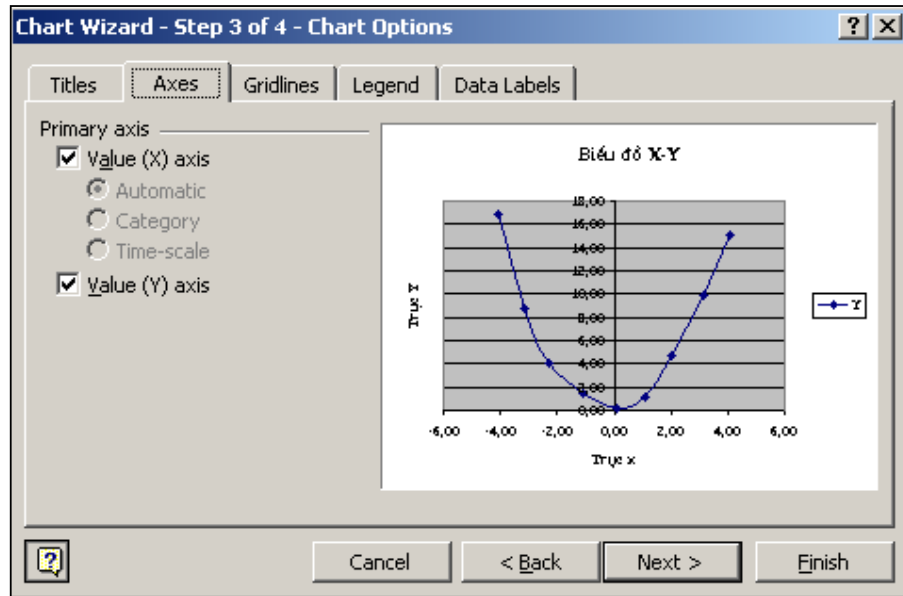 Chart Wizard - Step 3 of 4 - Chart Options
Titles
Axes
Gridlines
Legend
Data Labels
Primary axis
Value (X) axis
Automatic
Category
Time-scale
Value (Y) axis
Biểu đồ X-Y
18,00
16,00
14,00
12,00
10,00
8,00
6,00
4,00
2,00
0,00
-6,00 -4,00 -2,00 0,00 2,00 4,00 6,00
Trục Y
Trục x
Y
Cancel
< Back
Next >
Finish